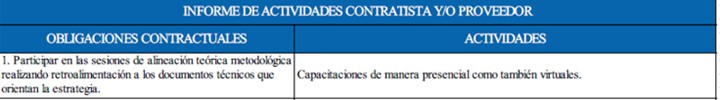 INFORME DE ACTIVIDADES CONTRATISTA Y/O PROVEEDOR
OBLIGACIONES CONTRACTUALES ACTIVIDADES
1. Participar en las sesiones de alineación teórica metodológica
realizando retroalimentación a los documentos técnicos que
orientan la estrategia.
Capacitaciones de manera presencial como también virtuales.